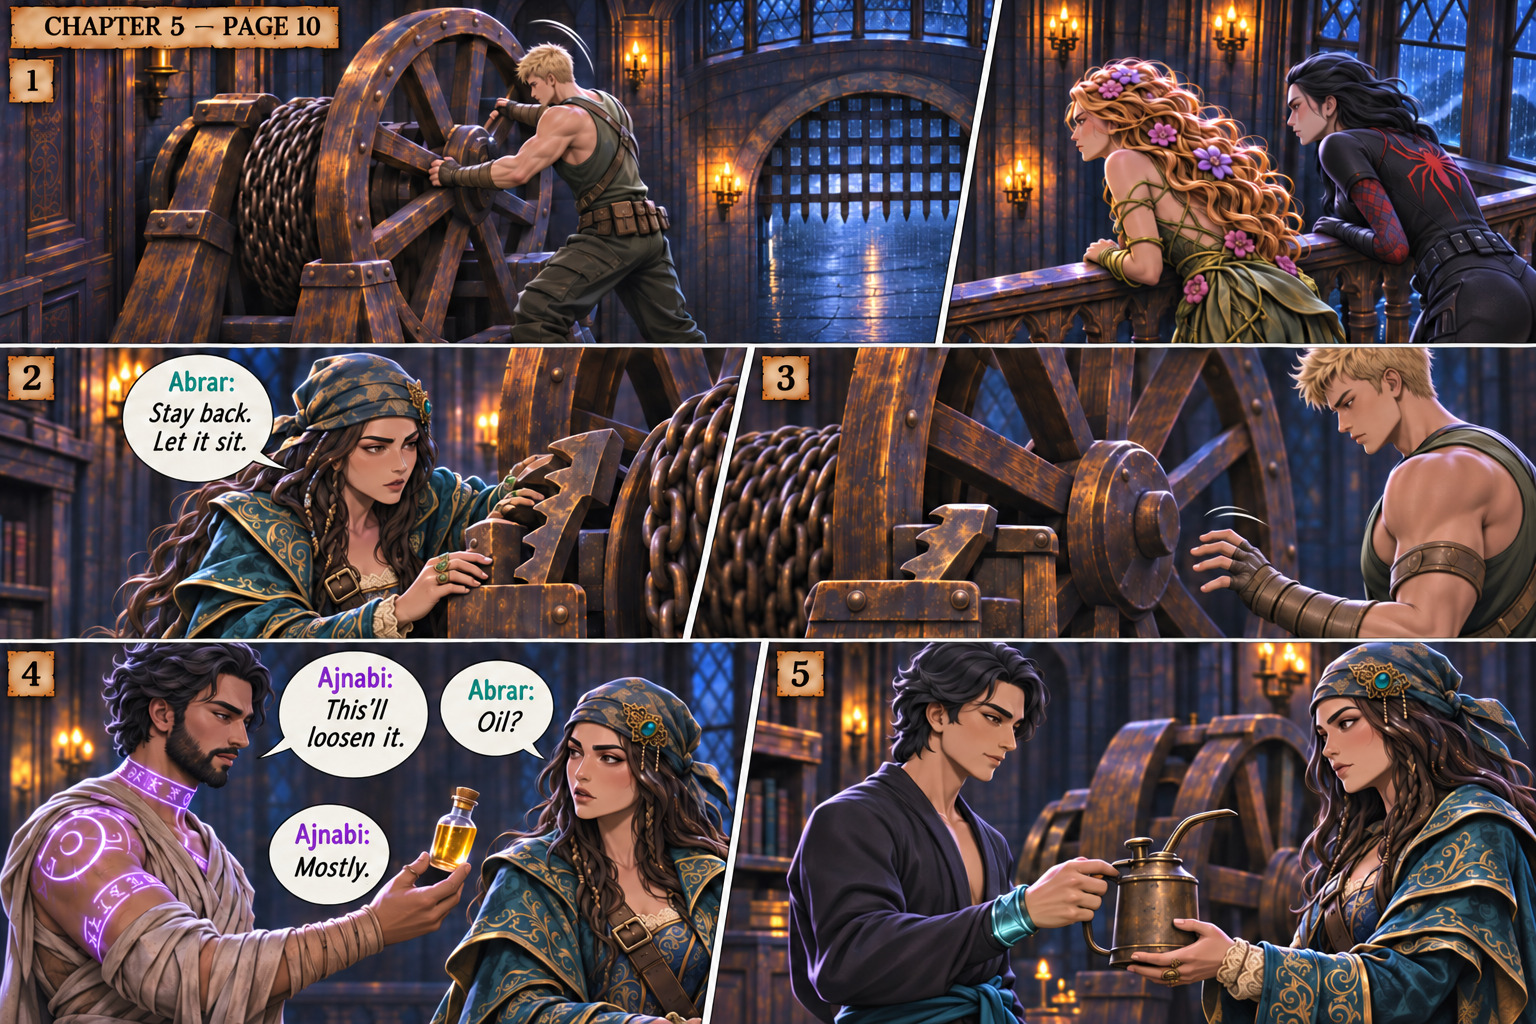 CHAPTER 5 — PAGE 10
1
2
Abrar:
Stay back.
Let it sit.
3
4
Ajnabi:
This'll
loosen it.
Abrar:
Oil?
Ajnabi:
Mostly.
5